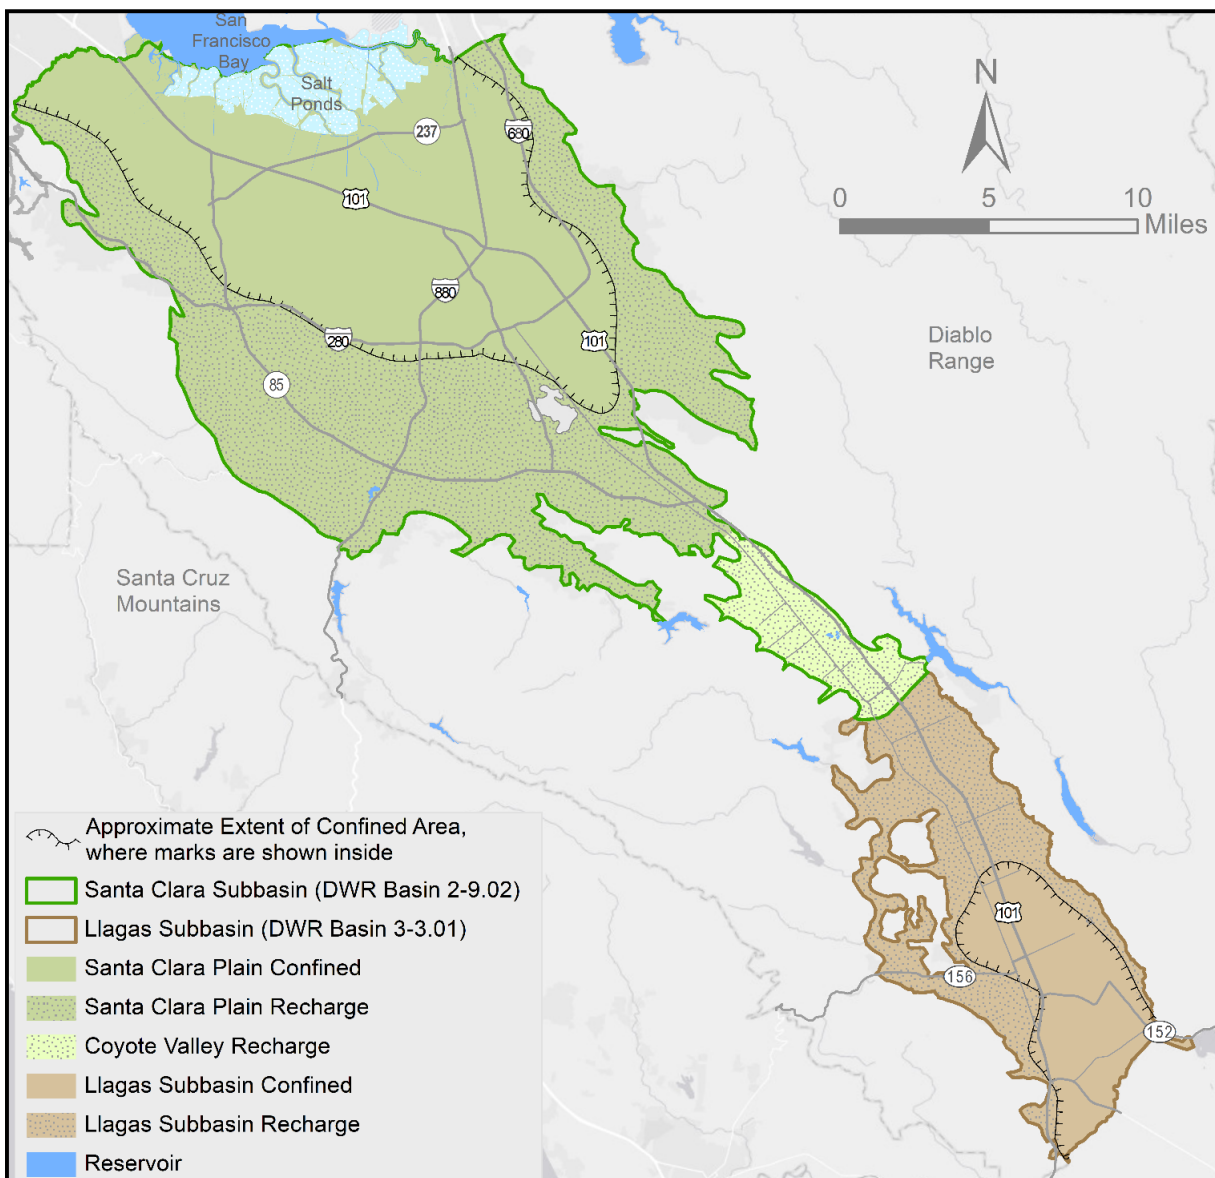 San
Francisco
Bay
Salt
Ponds
N
237
680
101
0 5 10
Miles
880
280
101
85
Diablo
Range
Santa Cruz
Mountains
101
156
152
Approximate Extent of Confined Area,
where marks are shown inside
Santa Clara Subbasin (DWR Basin 2-9.02)
Llagas Subbasin (DWR Basin 3-3.01)
Santa Clara Plain Confined
Santa Clara Plain Recharge
Coyote Valley Recharge
Llagas Subbasin Confined
Llagas Subbasin Recharge
Reservoir